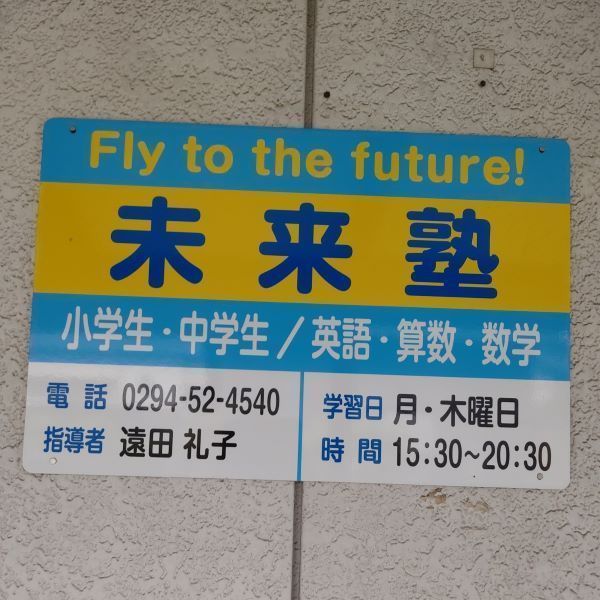 Fly to the future!
未来塾
小学生・中学生/英語・算数・数学
電話 0294-52-4540
指導者 遠田 礼子
学習日 月・木曜日
時間 15:30~20:30